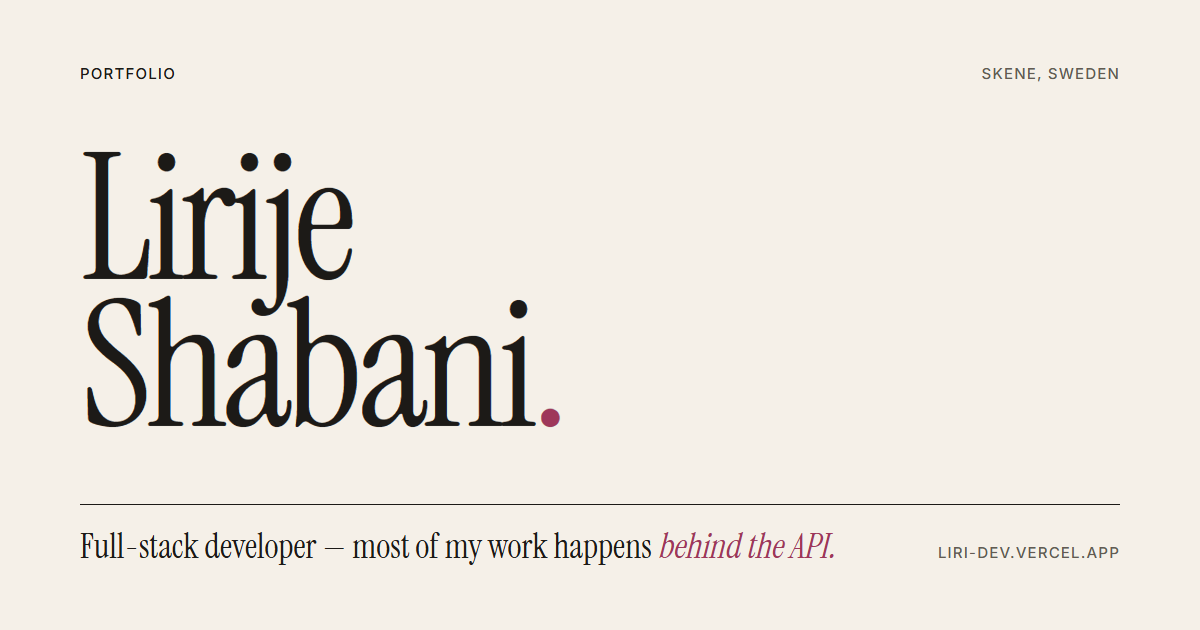 PORTFOLIO
SKENE, SWEDEN
Lirije
Shabani.
Full-stack developer — most of my work happens behind the API.
LIRI-DEV.VERCEL.APP